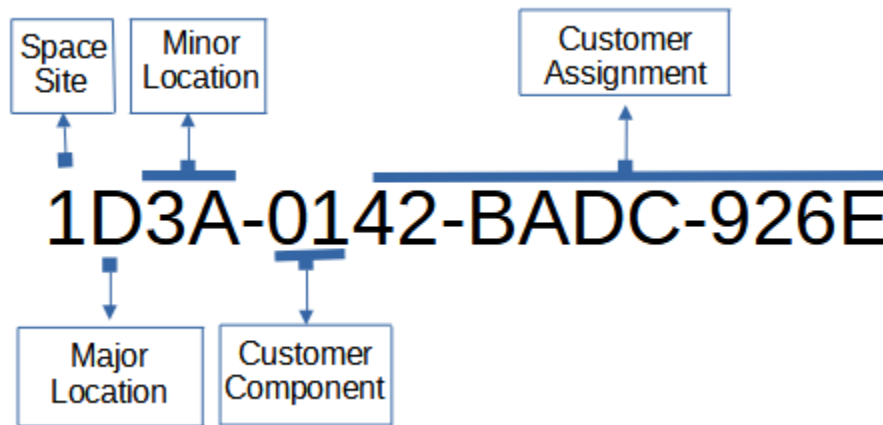 Space
Site
Minor
Location
Customer
Assignment
1D3A-0142-BADC-926E
Major
Location
Customer
Component